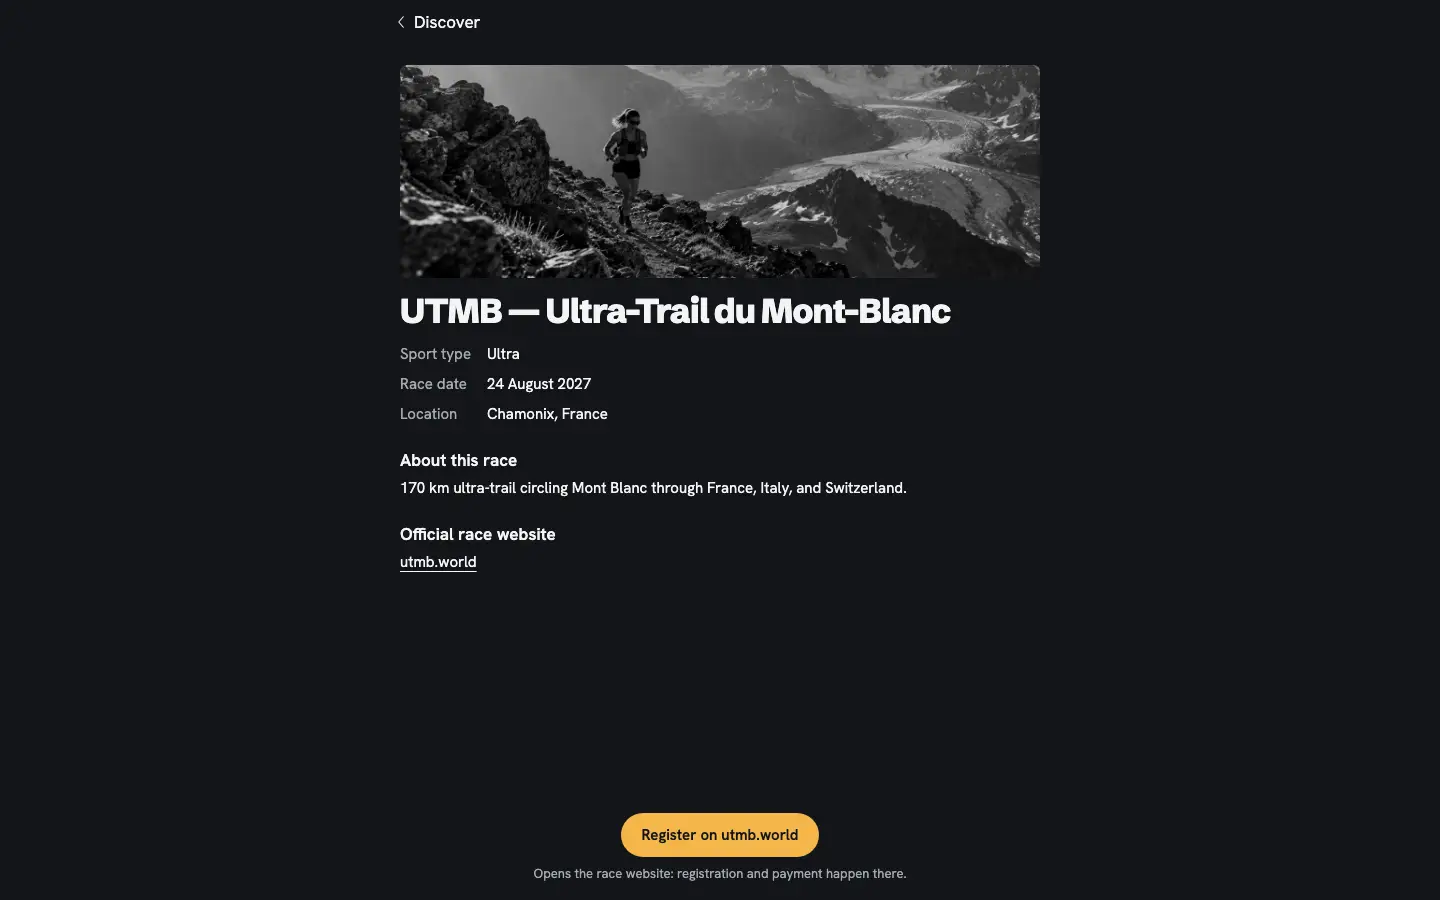 Discover
UTMB — Ultra-Trail du Mont-Blanc
Sport type Ultra
Race date 24 August 2027
Location Chamonix, France
About this race
170 km ultra-trail circling Mont Blanc through France, Italy, and Switzerland.
Official race website
utmb.world
Register on utmb.world
Opens the race website: registration and payment happen there.